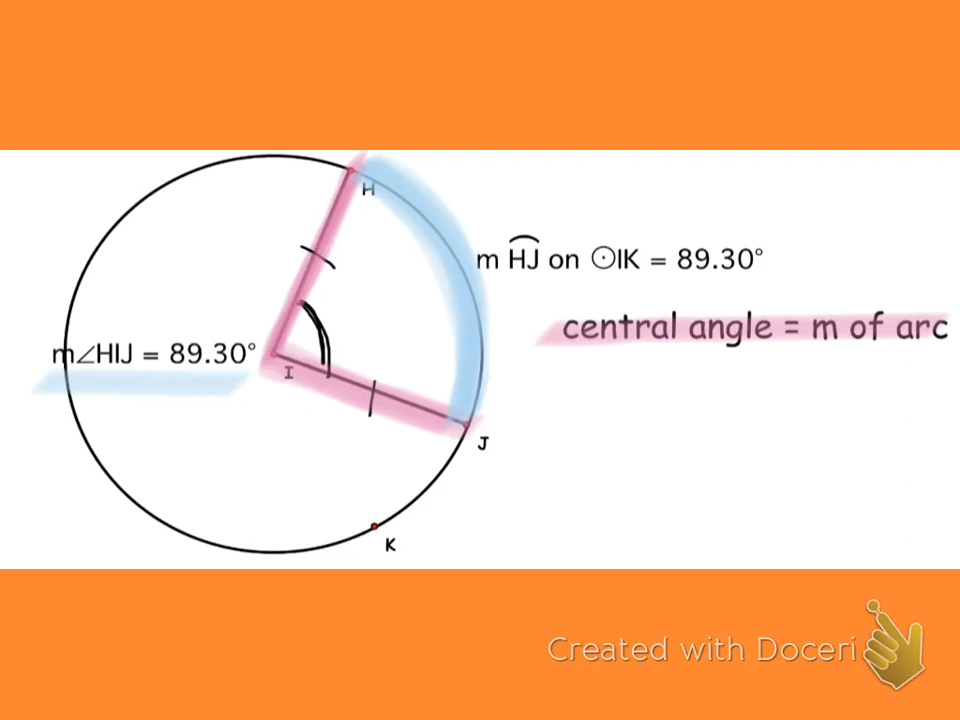 H
m HJ on ⊙IK = 89.30°
central angle = m of arc
m∠HIJ = 89.30°
I
J
K
Created with Doceri